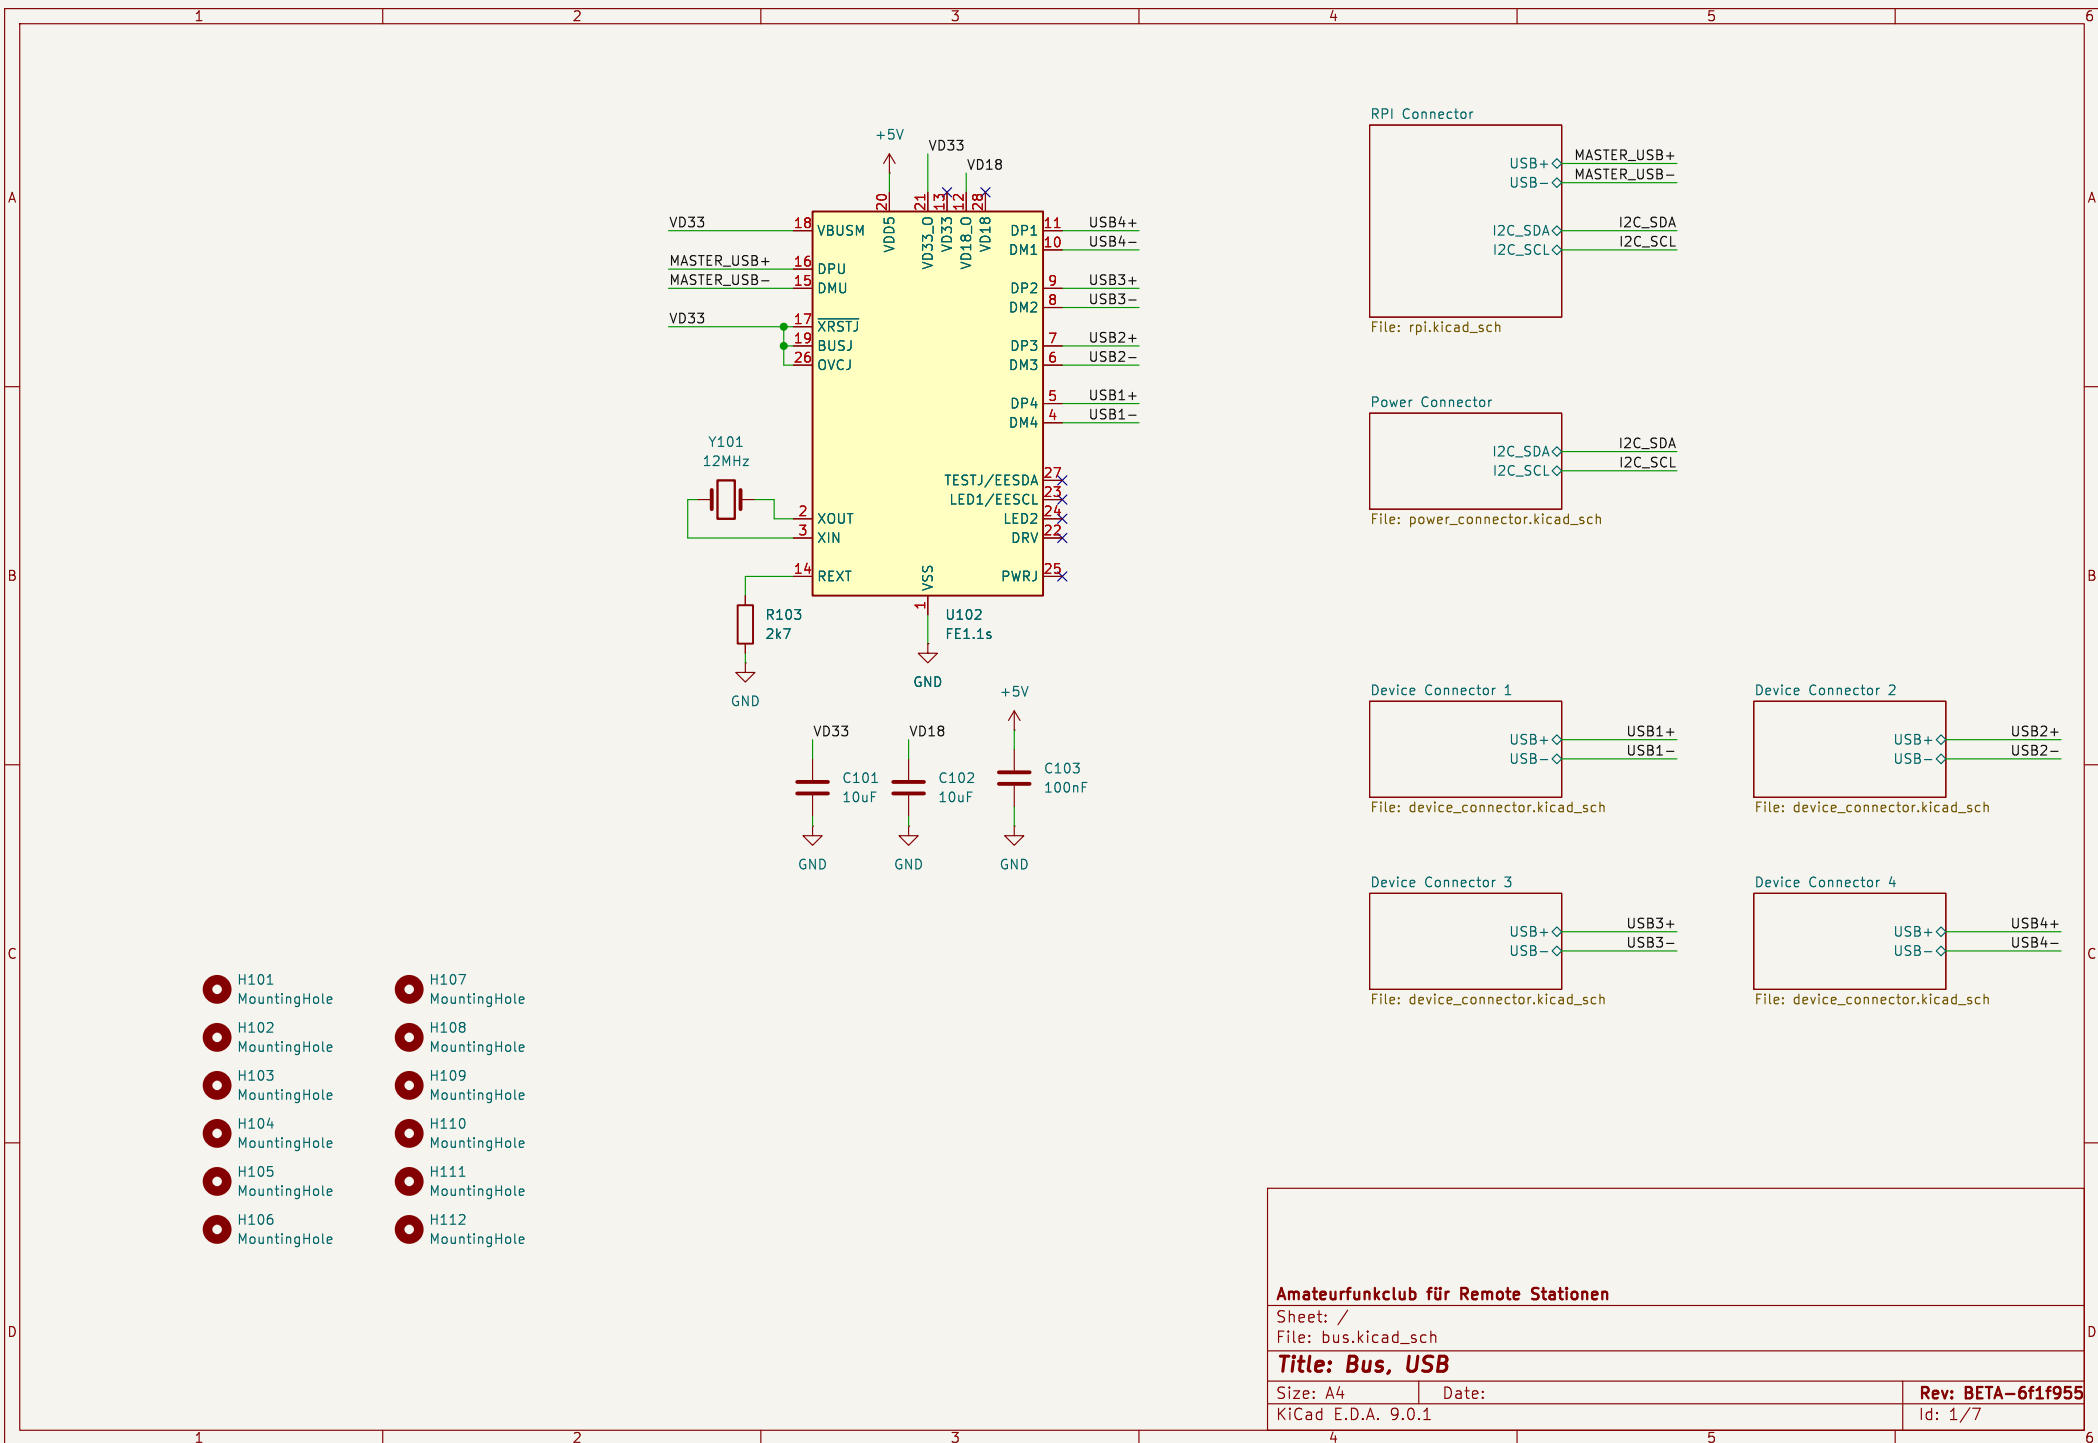 1 2 3 4 5 6
A
B
C
D
A
B
C
D
1 2 3 4 5 6
+5V
VD33
VD18
20
21
13
12
28
VDD5
VD33_O
VD33
VD18_O
VD18
VD33
18 VBUSM
MASTER_USB+
16 DPU
MASTER_USB-
15 DMU
VD33
17 XRSTJ
19 BUSJ
26 OVCJ
Y101
12MHz
2 XOUT
3 XIN
14 REXT
R103
2k7
GND
DP1 11 USB4+
DM1 10 USB4-
DP2 9 USB3+
DM2 8 USB3-
DP3 7 USB2+
DM3 6 USB2-
DP4 5 USB1+
DM4 4 USB1-
TESTJ/EESDA 27
LED1/EESCL 23
LED2 24
DRV 22
PWRJ 25
VSS
1
U102
FE1.1s
GND
VD33
C101
10uF
GND
VD18
C102
10uF
GND
+5V
C103
100nF
GND
RPI Connector
USB+ MASTER_USB+
USB- MASTER_USB-
I2C_SDA I2C_SDA
I2C_SCL I2C_SCL
File: rpi.kicad_sch
Power Connector
I2C_SDA I2C_SDA
I2C_SCL I2C_SCL
File: power_connector.kicad_sch
Device Connector 1
USB+ USB1+
USB- USB1-
File: device_connector.kicad_sch
Device Connector 2
USB+ USB2+
USB- USB2-
File: device_connector.kicad_sch
Device Connector 3
USB+ USB3+
USB- USB3-
File: device_connector.kicad_sch
Device Connector 4
USB+ USB4+
USB- USB4-
File: device_connector.kicad_sch
H101
MountingHole
H102
MountingHole
H103
MountingHole
H104
MountingHole
H105
MountingHole
H106
MountingHole
H107
MountingHole
H108
MountingHole
H109
MountingHole
H110
MountingHole
H111
MountingHole
H112
MountingHole
Amateurfunkclub für Remote Stationen
Sheet: /
File: bus.kicad_sch
Title: Bus, USB
Size: A4 Date: Rev: BETA-6f1f955
KiCad E.D.A. 9.0.1 Id: 1/7